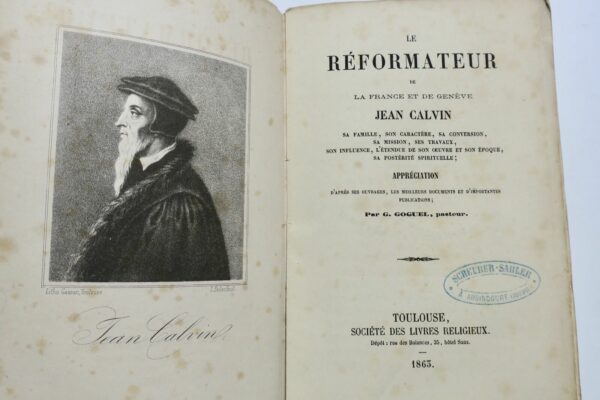 Jean Calvin
LE
RÉFORMATEUR
DE
LA FRANCE ET DE GENÈVE
JEAN CALVIN
SA FAMILLE, SON CARACTÈRE, SA CONVERSION,
SA MISSION, SES TRAVAUX,
SON INFLUENCE, L'ÉTENDUE DE SON ŒUVRE ET SON ÉPOQUE,
SA POSTÉRITÉ SPIRITUELLE;
APPRÉCIATION
D'APRÈS SES OUVRAGES, LES MEILLEURS DOCUMENTS ET D'IMPORTANTES
PUBLICATIONS;
Par G. GOGUEL, pasteur.
SCHEURER-SAHLER
A AUDINCOURT
TOULOUSE,
SOCIÉTÉ DES LIVRES RELIGIEUX.
Dépôt: rue des Balances, 35, hôtel Sans.
1863.